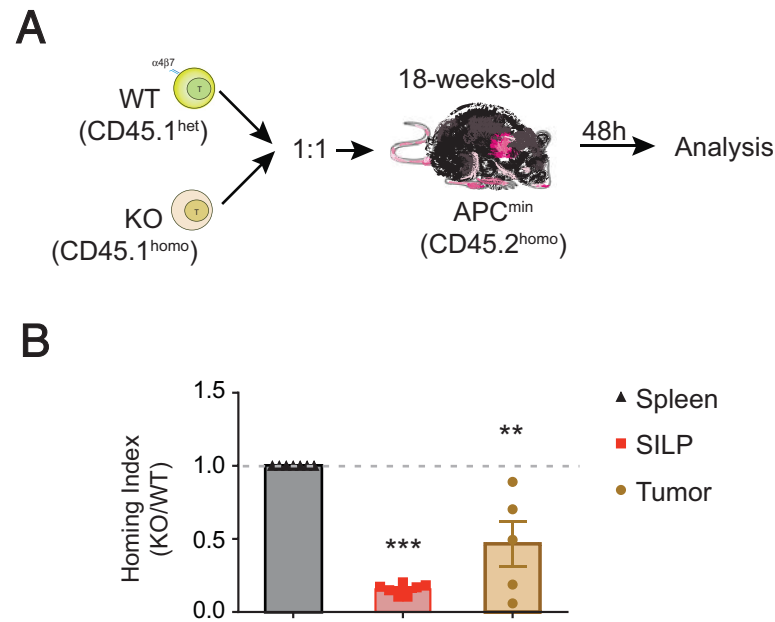 A
α4β7
T
WT
(CD45.1het)
1:1
T
KO
(CD45.1homo)
18-weeks-old
APCmin
(CD45.2homo)
48h
Analysis
B
Homing Index
(KO/WT)
1.5
1.0
0.5
0.0
***
**
Spleen
SILP
Tumor